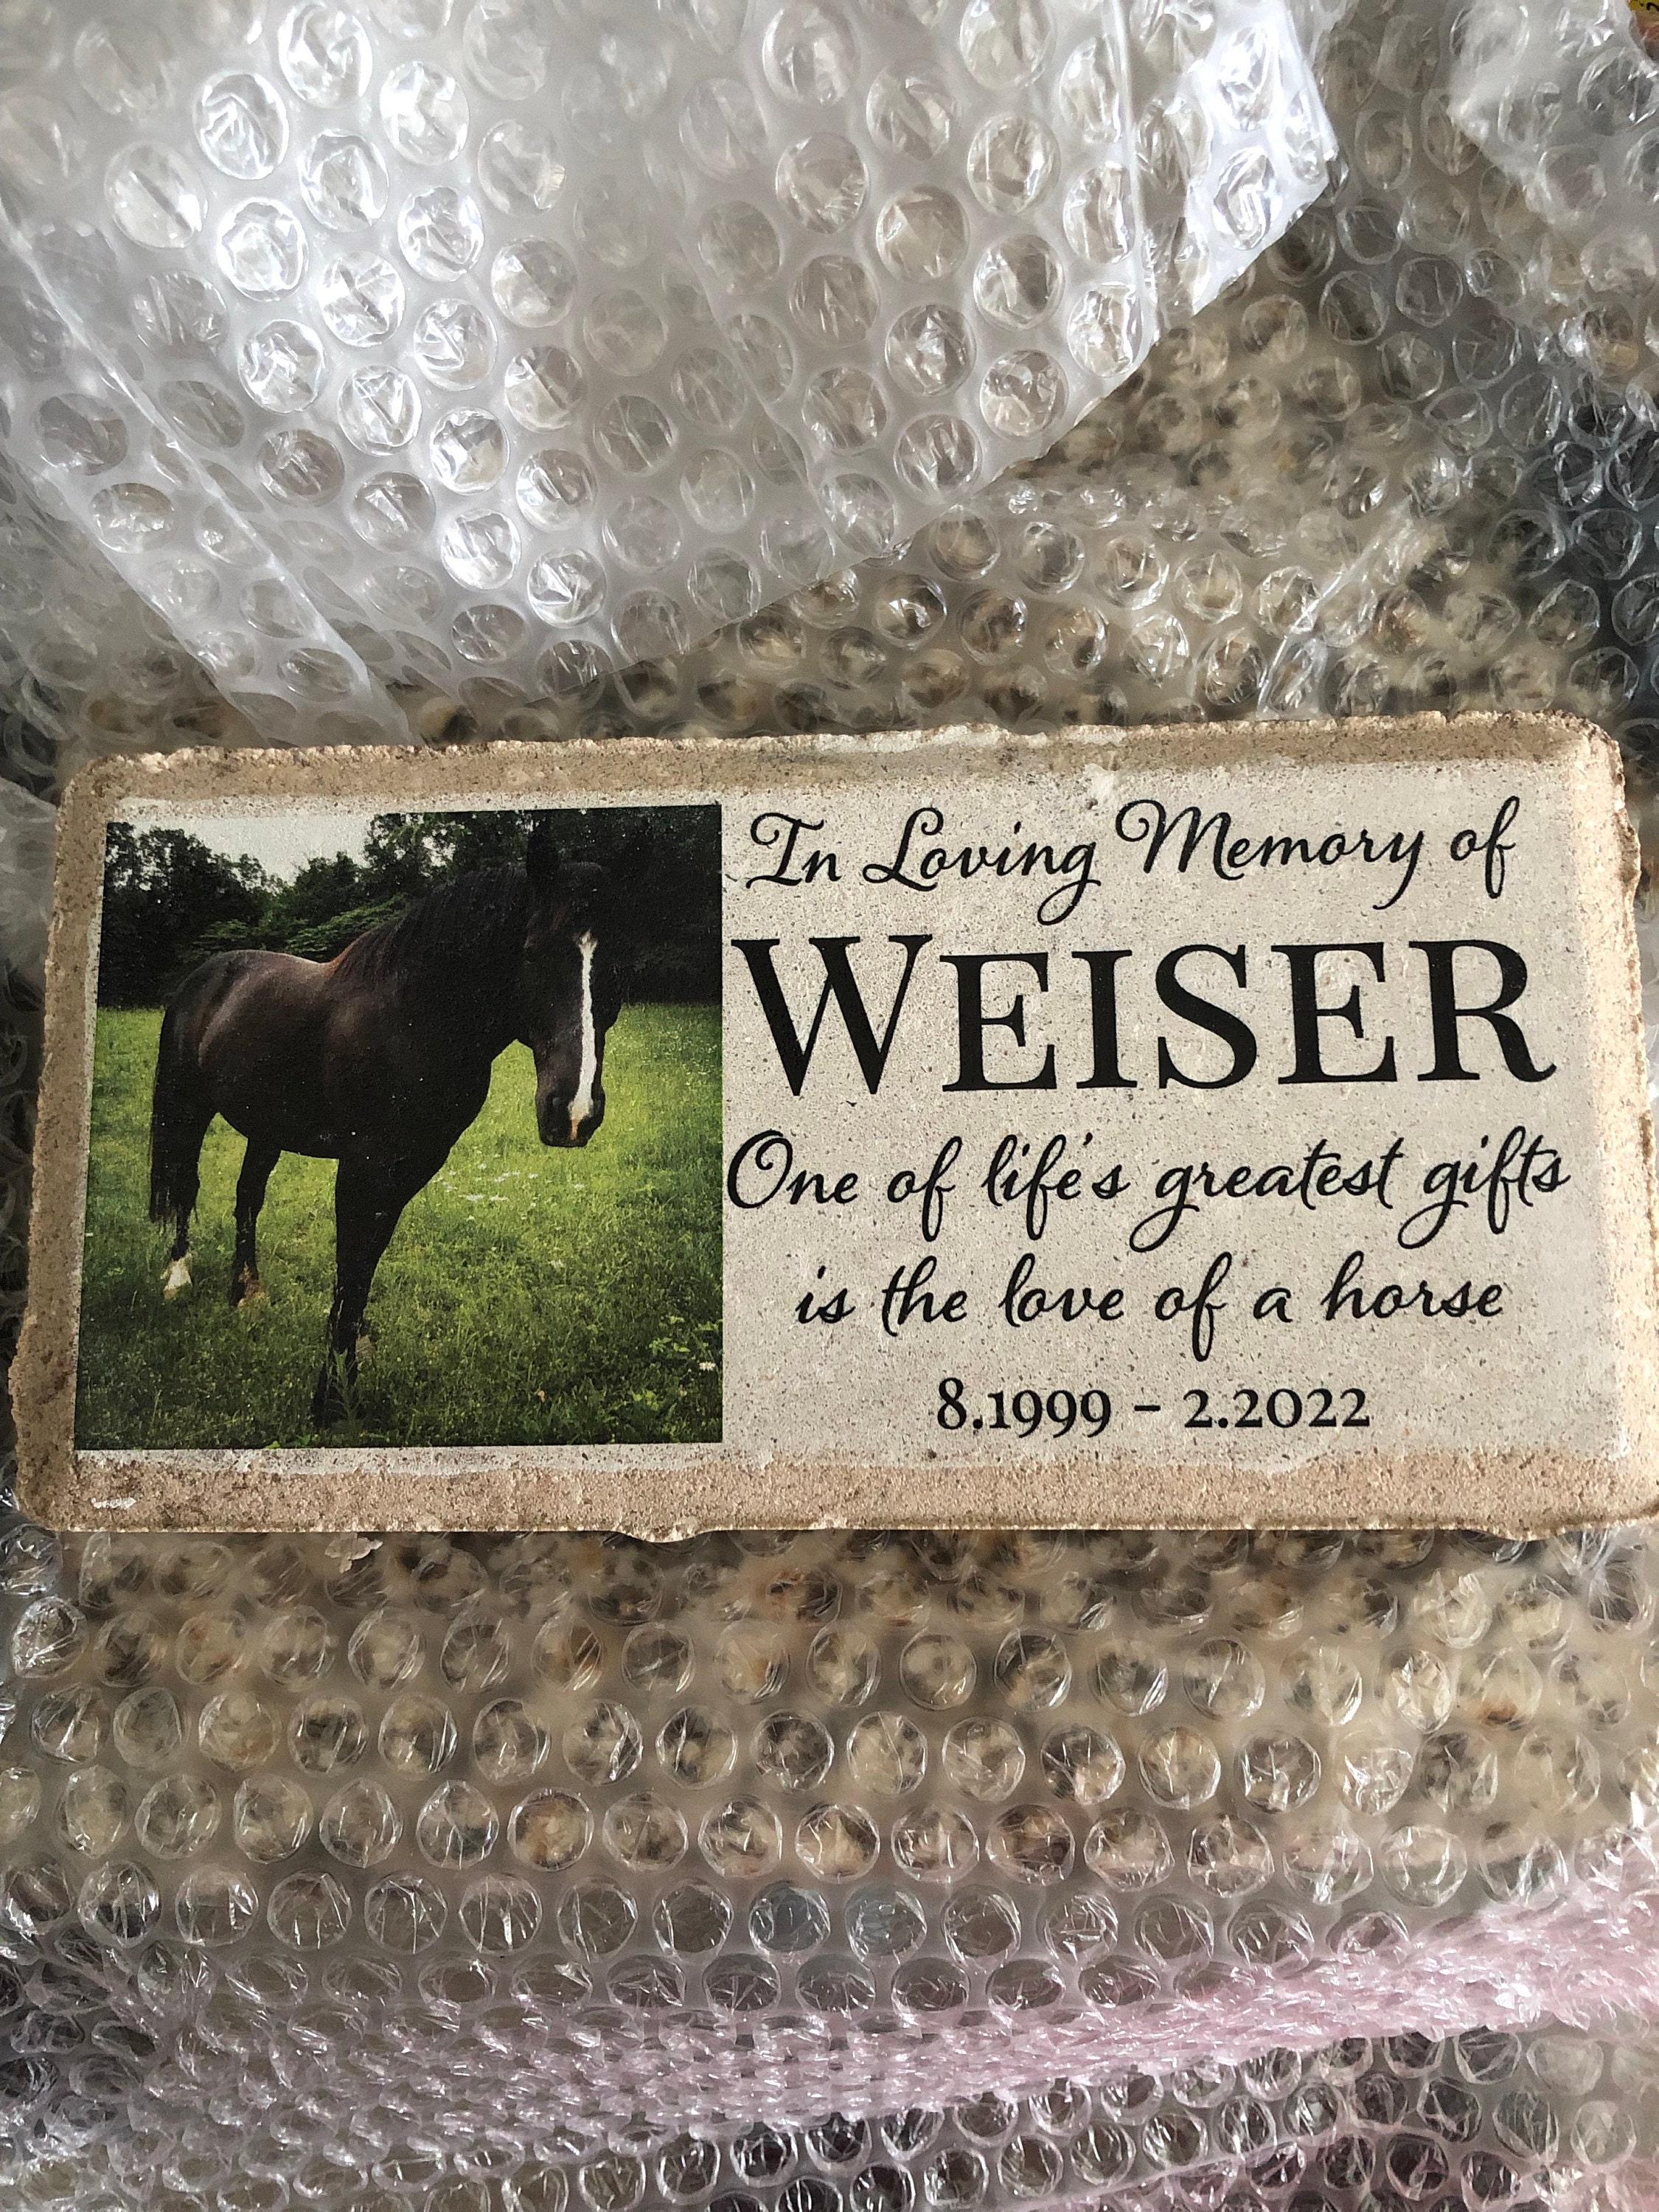 In Loving Memory of
WEISER
One of life's greatest gifts
is the love of a horse
8.1999 - 2.2022